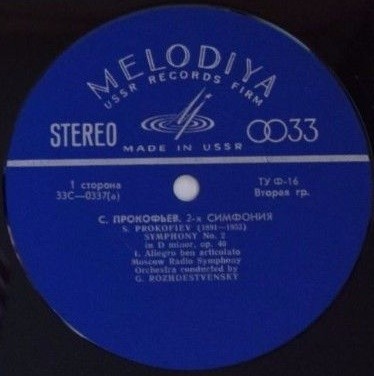 MELODIYA
USSR RECORDS FIRM
STEREO
33
MADE IN USSR
1 сторона
33С—0337(а)
ТУ Ф-16
Вторая гр.
С. ПРОКОФЬЕВ. 2-я СИМФОНИЯ
S. PROKOFIEV (1891—1953)
SYMPHONY No. 2
in D minor, op. 40
1. Allegro ben articulato
Moscow Radio Symphony
Orchestra conducted by
G. ROZHDESTVENSKY